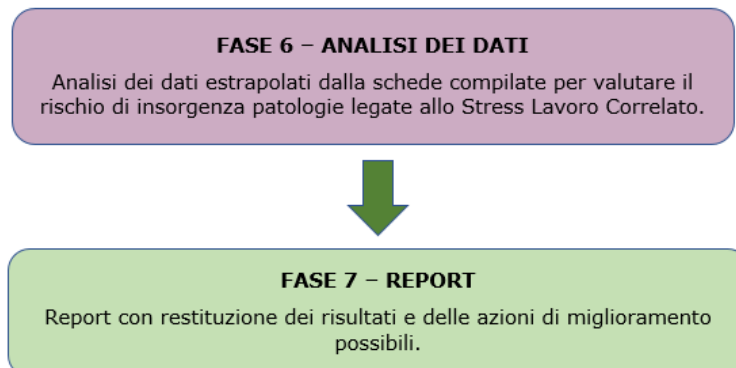 FASE 6 – ANALISI DEI DATI
Analisi dei dati estrapolati dalla schede compilate per valutare il
rischio di insorgenza patologie legate allo Stress Lavoro Correlato.
FASE 7 – REPORT
Report con restituzione dei risultati e delle azioni di miglioramento
possibili.